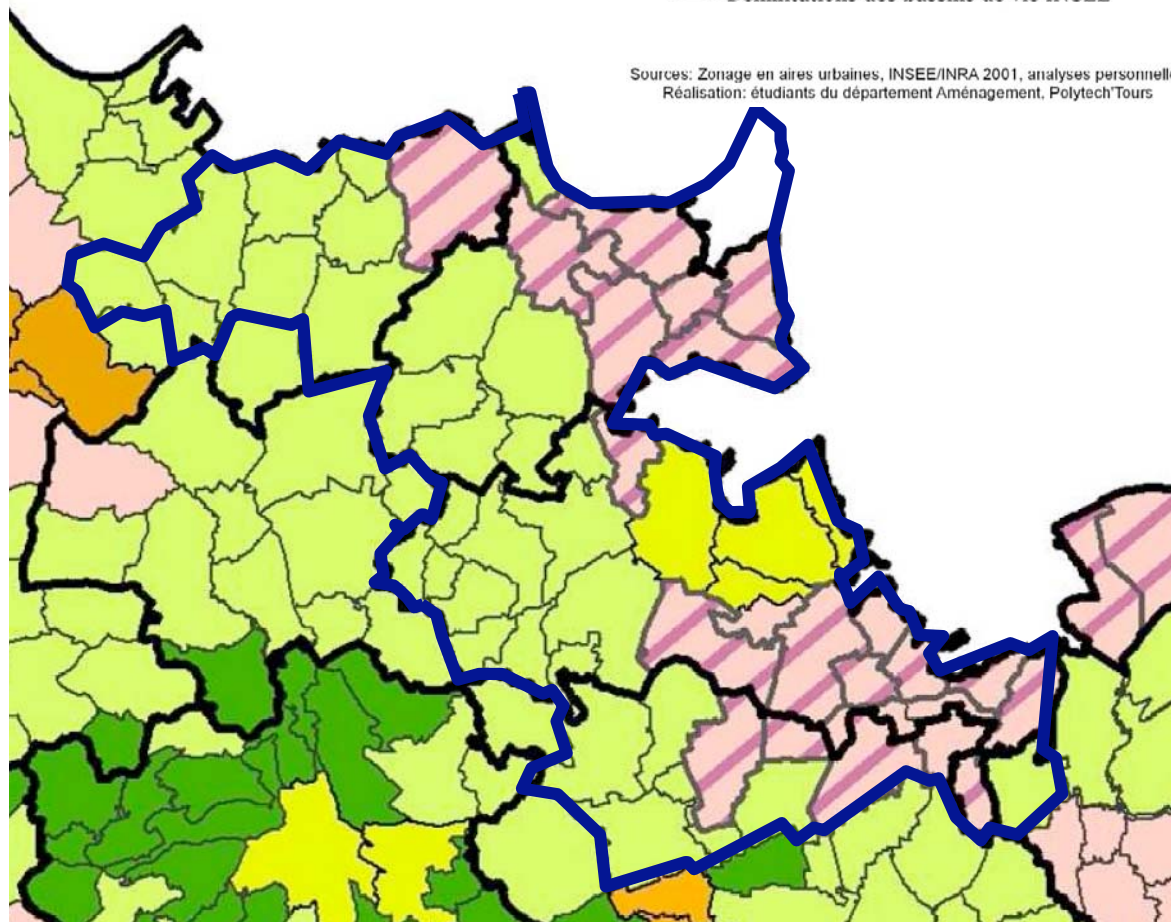 Sources: Zonage en aires urbaines, INSEE/INRA 2001, analyses personnelle
Réalisation: étudiants du département Aménagement, Polytech'Tours